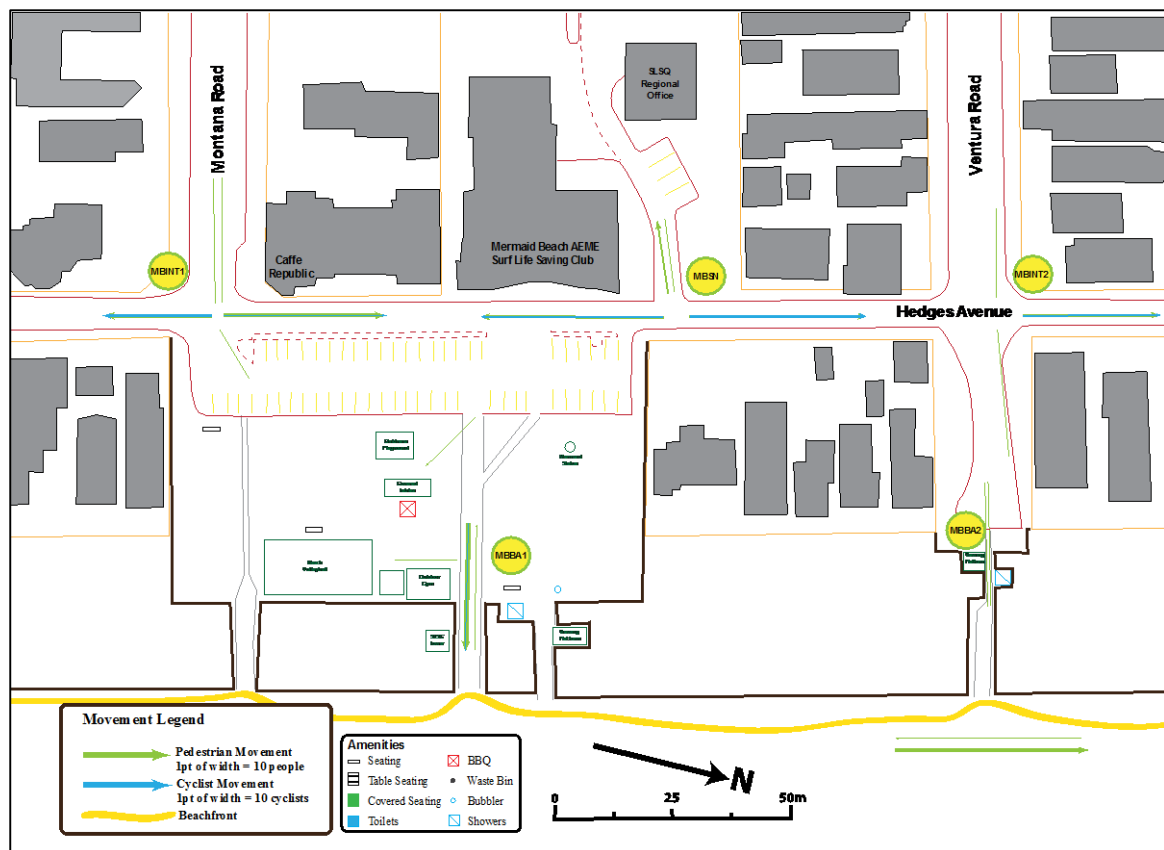 SLSQ
Regional
Office
Montana Road
Ventura Road
Mermaid Beach AEME
Surf Life Saving Club
Caffe
Republic
MBINT1
MBSN
MBINT2
Hedges Avenue
MBBA1
MBBA2
Movement Legend
Pedestrian Movement
1pt of width = 10 people
Cyclist Movement
1pt of width = 10 cyclists
Beachfront
Amenities
Seating
Table Seating
Covered Seating
Toilets
BBQ
Waste Bin
Bubbler
Showers
N
0
25
50m